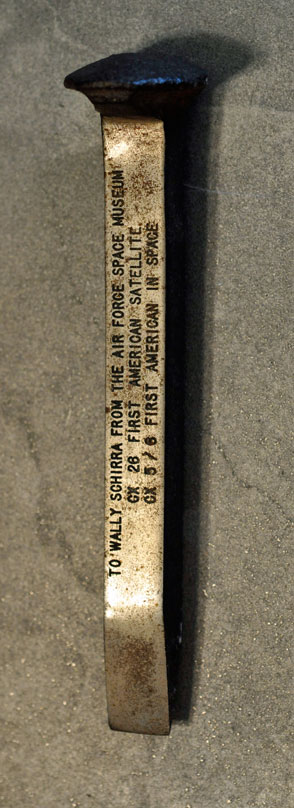 TO WALLY SCHIRRA FROM THE AIR FORCE SPACE MUSEUM
CX 26 FIRST AMERICAN SATELLITE,
CX 5/6 FIRST AMERICAN IN SPACE